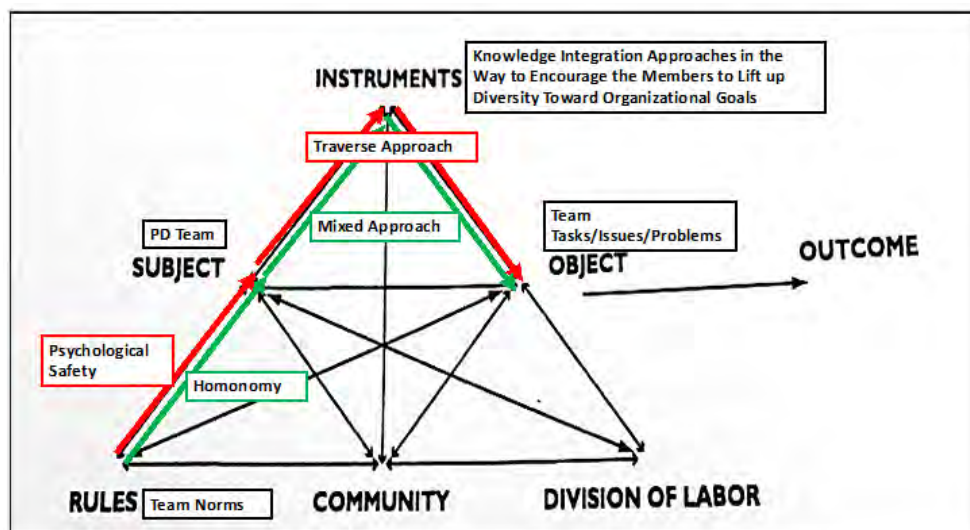 Knowledge Integration Approaches in the
Way to Encourage the Members to Lift up
Diversity Toward Organizational Goals
INSTRUMENTS
Traverse Approach
Mixed Approach
PD Team
SUBJECT
Team
Tasks/Issues/Problems
OBJECT
OUTCOME
Psychological
Safety
Homonomy
RULES
Team Norms
COMMUNITY
DIVISION OF LABOR